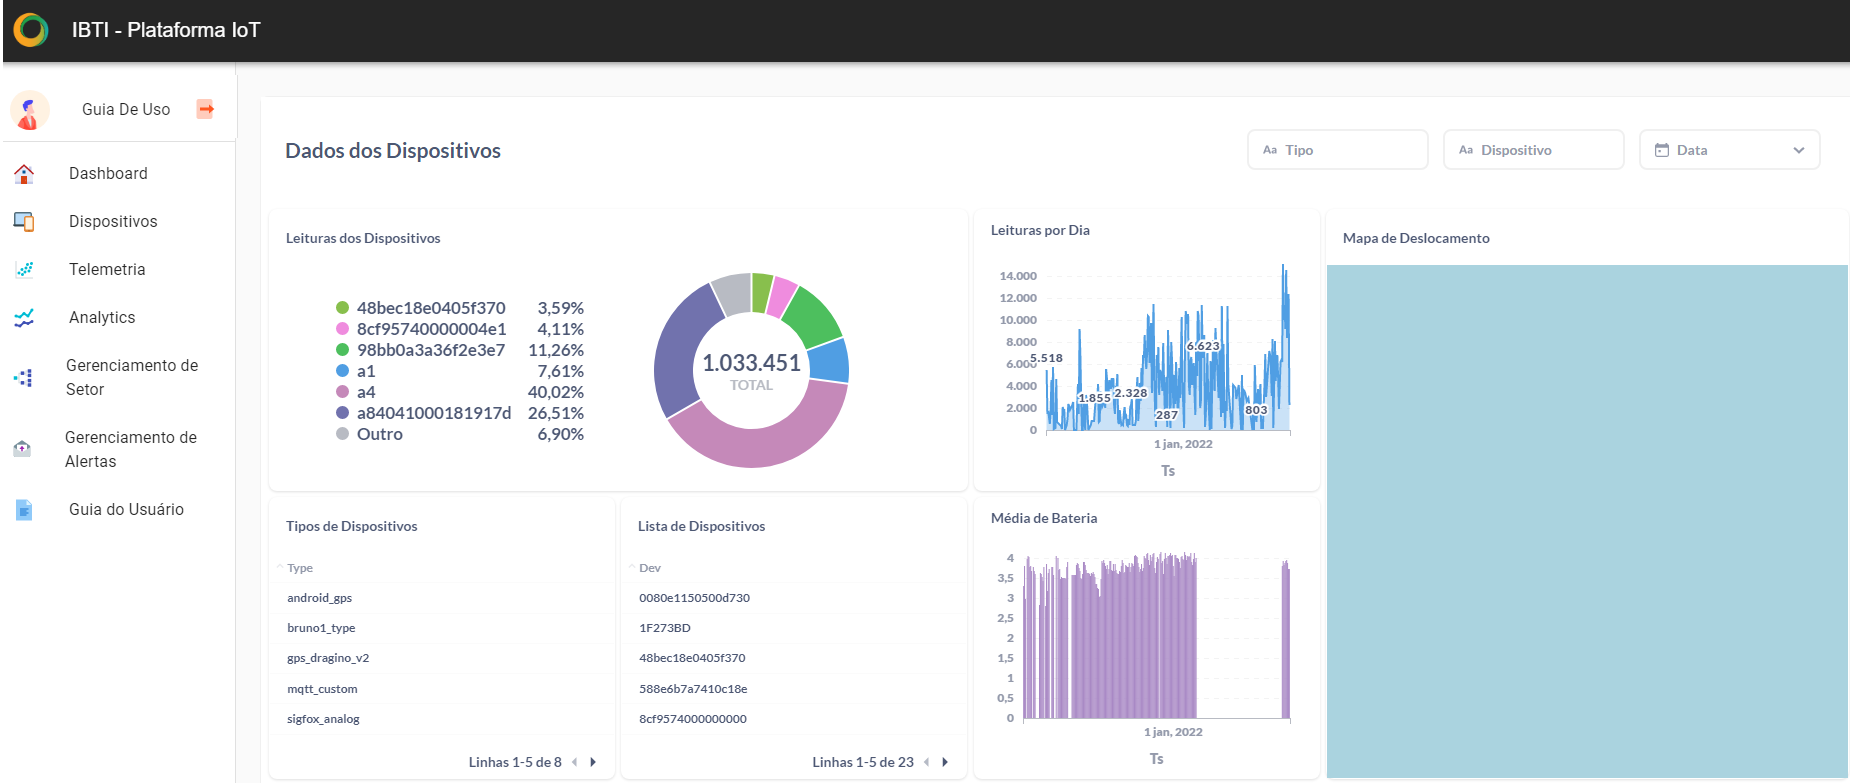 IBTI - Plataforma IoT
Guia De Uso
Dashboard
Dispositivos
Telemetria
Analytics
Gerenciamento de
Setor
Gerenciamento de
Alertas
Guia do Usuário
Dados dos Dispositivos
Aa Tipo
Aa Dispositivo
Data
Leituras dos Dispositivos
48bec18e0405f370 3,59%
8cf95740000004e1 4,11%
98bb0a3a36f2e3e7 11,26%
a1 7,61%
a4 40,02%
a84041000181917d 26,51%
Outro 6,90%
1.033.451
TOTAL
Leituras por Dia
14.000
12.000
10.000
8.000
6.000
4.000
2.000
0
5.518
1.855
2.328
287
6.623
803
1 jan, 2022
Ts
Mapa de Deslocamento
Tipos de Dispositivos
Type
android_gps
bruno1_type
gps_dragino_v2
mqtt_custom
sigfox_analog
Linhas 1-5 de 8
Lista de Dispositivos
Dev
0080e1150500d730
1F273BD
48bec18e0405f370
588e6b7a7410c18e
8cf9574000000000
Linhas 1-5 de 23
Média de Bateria
4
3,5
3
2,5
2
1,5
1
0,5
0
1 jan, 2022
Ts